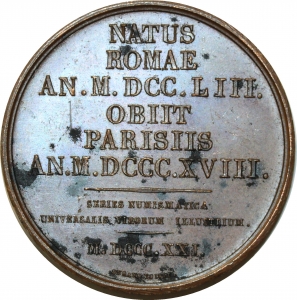 NATUS
ROMAE
AN. M. DCC. LIII.
OBIIT
PARISIIS
AN. M. DCCC. XVIII.
SERIES NUMISMATICA
UNIVERSALIS VIRORUM ILLUSTRIUM.
M. DCCC. XXI.